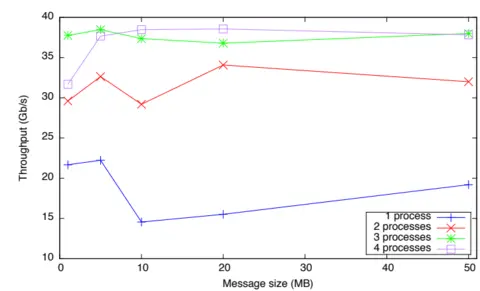 40
35
30
25
20
15
10
Throughput (Gb/s)
0 10 20 30 40 50
Message size (MB)
1 process
2 processes
3 processes
4 processes